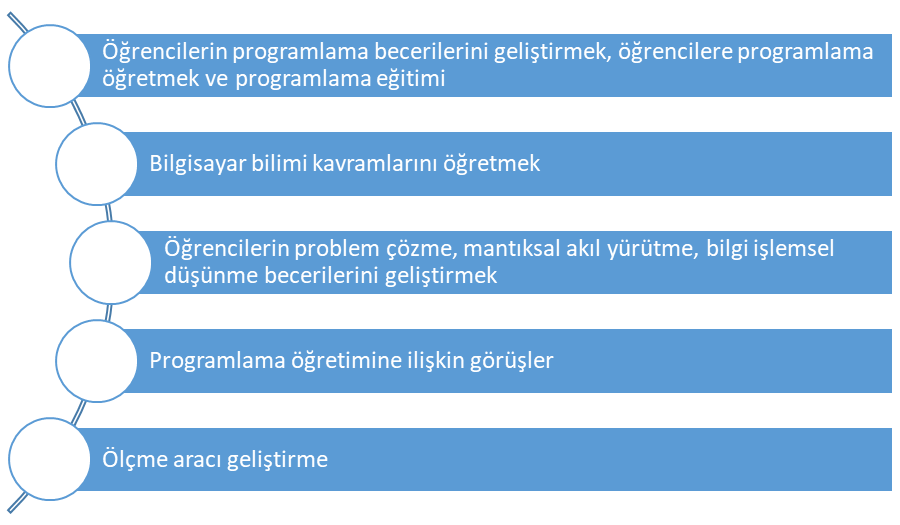 Öğrencilerin programlama becerilerini geliştirmek, öğrencilere programlama
öğretmek ve programlama eğitimi
Bilgisayar bilimi kavramlarını öğretmek
Öğrencilerin problem çözme, mantıksal akıl yürütme, bilgi işlemsel
düşünme becerilerini geliştirmek
Programlama öğretimine ilişkin görüşler
Ölçme aracı geliştirme